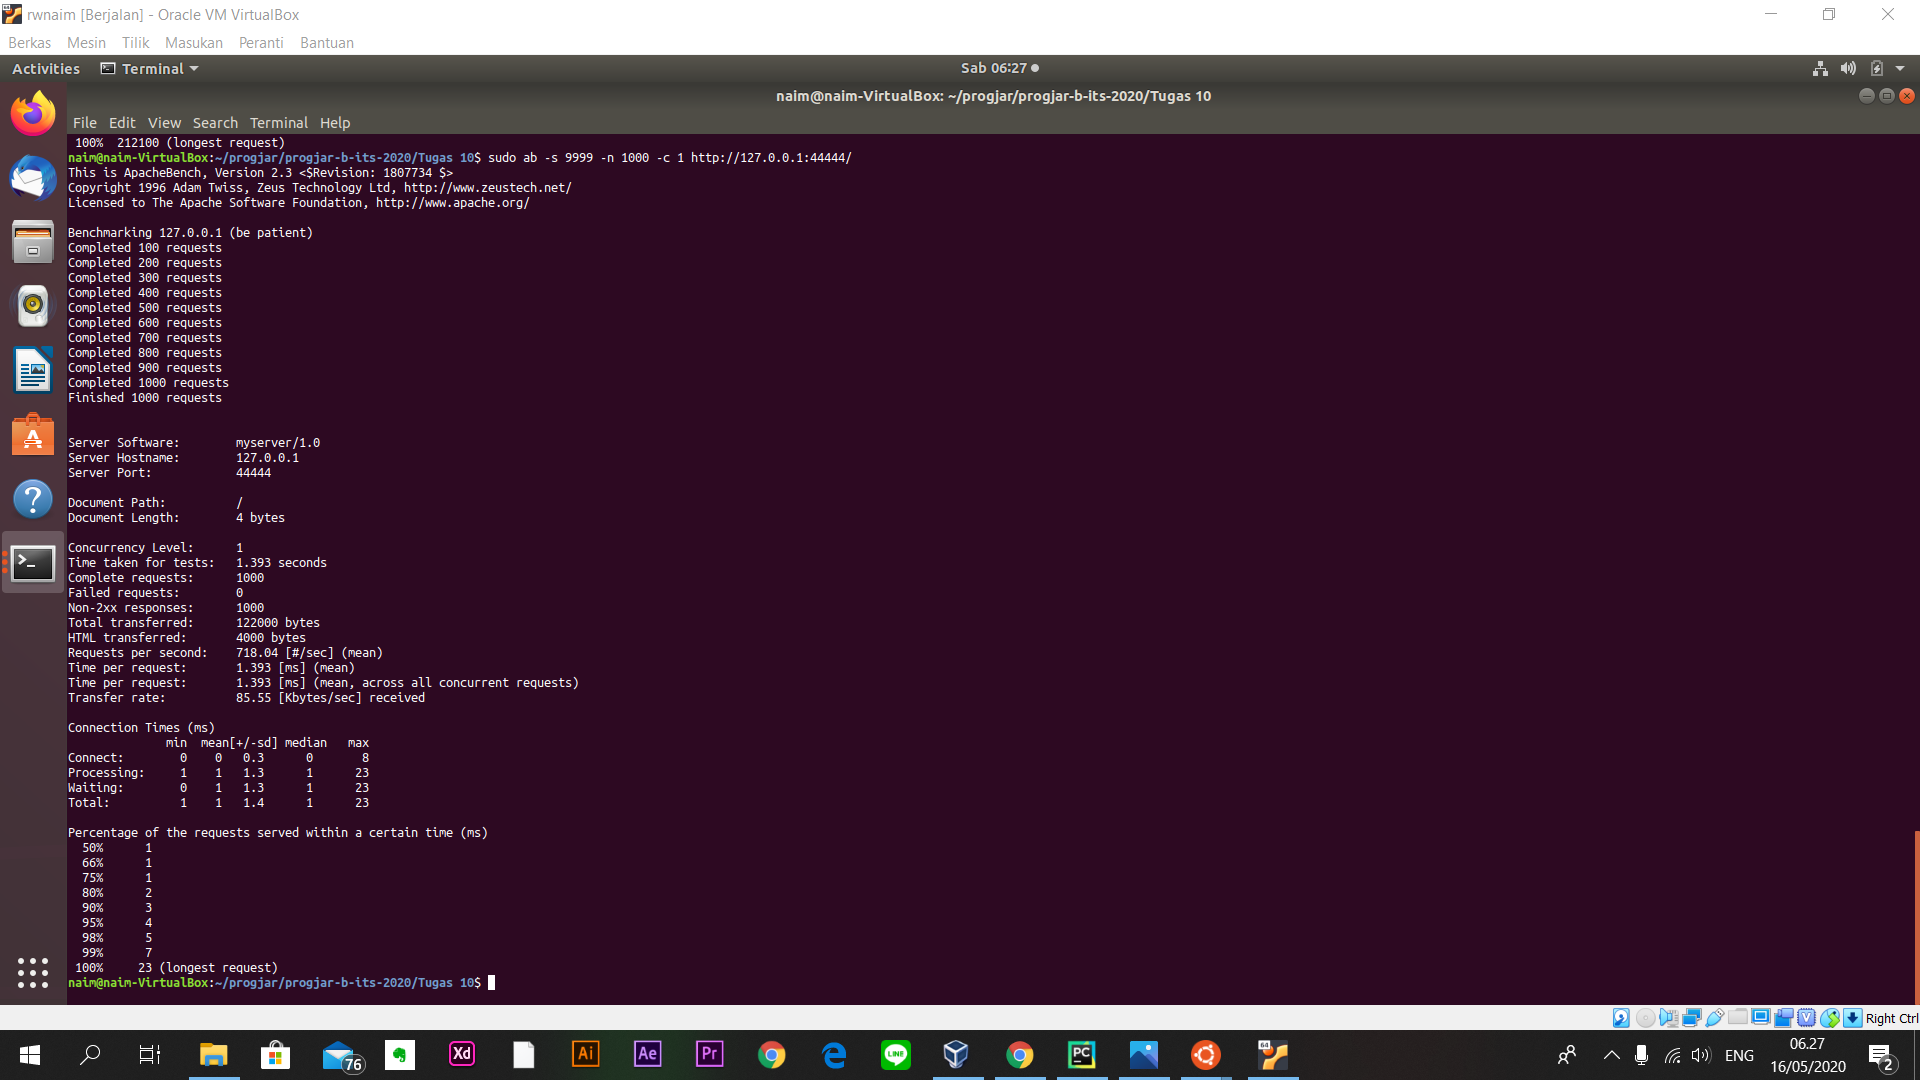 rwnaim [Berjalan] - Oracle VM VirtualBox
Berkas Mesin Tilik Masukan Peranti Bantuan
Activities Terminal Sab 06:27
naim@naim-VirtualBox: ~/progjar/progjar-b-its-2020/Tugas 10
File Edit View Search Terminal Help
100% 212100 (longest request)
naim@naim-VirtualBox:~/progjar/progjar-b-its-2020/Tugas 10$ sudo ab -s 9999 -n 1000 -c 1 http://127.0.0.1:44444/
This is ApacheBench, Version 2.3 <$Revision: 1807734 $>
Copyright 1996 Adam Twiss, Zeus Technology Ltd, http://www.zeustech.net/
Licensed to The Apache Software Foundation, http://www.apache.org/
Benchmarking 127.0.0.1 (be patient)
Completed 100 requests
Completed 200 requests
Completed 300 requests
Completed 400 requests
Completed 500 requests
Completed 600 requests
Completed 700 requests
Completed 800 requests
Completed 900 requests
Completed 1000 requests
Finished 1000 requests
Server Software: myserver/1.0
Server Hostname: 127.0.0.1
Server Port: 44444
Document Path: /
Document Length: 4 bytes
Concurrency Level: 1
Time taken for tests: 1.393 seconds
Complete requests: 1000
Failed requests: 0
Non-2xx responses: 1000
Total transferred: 122000 bytes
HTML transferred: 4000 bytes
Requests per second: 718.04 [#/sec] (mean)
Time per request: 1.393 [ms] (mean)
Time per request: 1.393 [ms] (mean, across all concurrent requests)
Transfer rate: 85.55 [Kbytes/sec] received
Connection Times (ms)
min mean[+/-sd] median max
Connect: 0 0 0.3 0 8
Processing: 1 1 1.3 1 23
Waiting: 0 1 1.3 1 23
Total: 1 1 1.4 1 23
Percentage of the requests served within a certain time (ms)
50% 1
66% 1
75% 1
80% 2
90% 3
95% 4
98% 5
99% 7
100% 23 (longest request)
naim@naim-VirtualBox:~/progjar/progjar-b-its-2020/Tugas 10$
Right Ctrl
76 Xd Ai Ae Pr LINE PC 64 ENG 06.27
16/05/2020 2